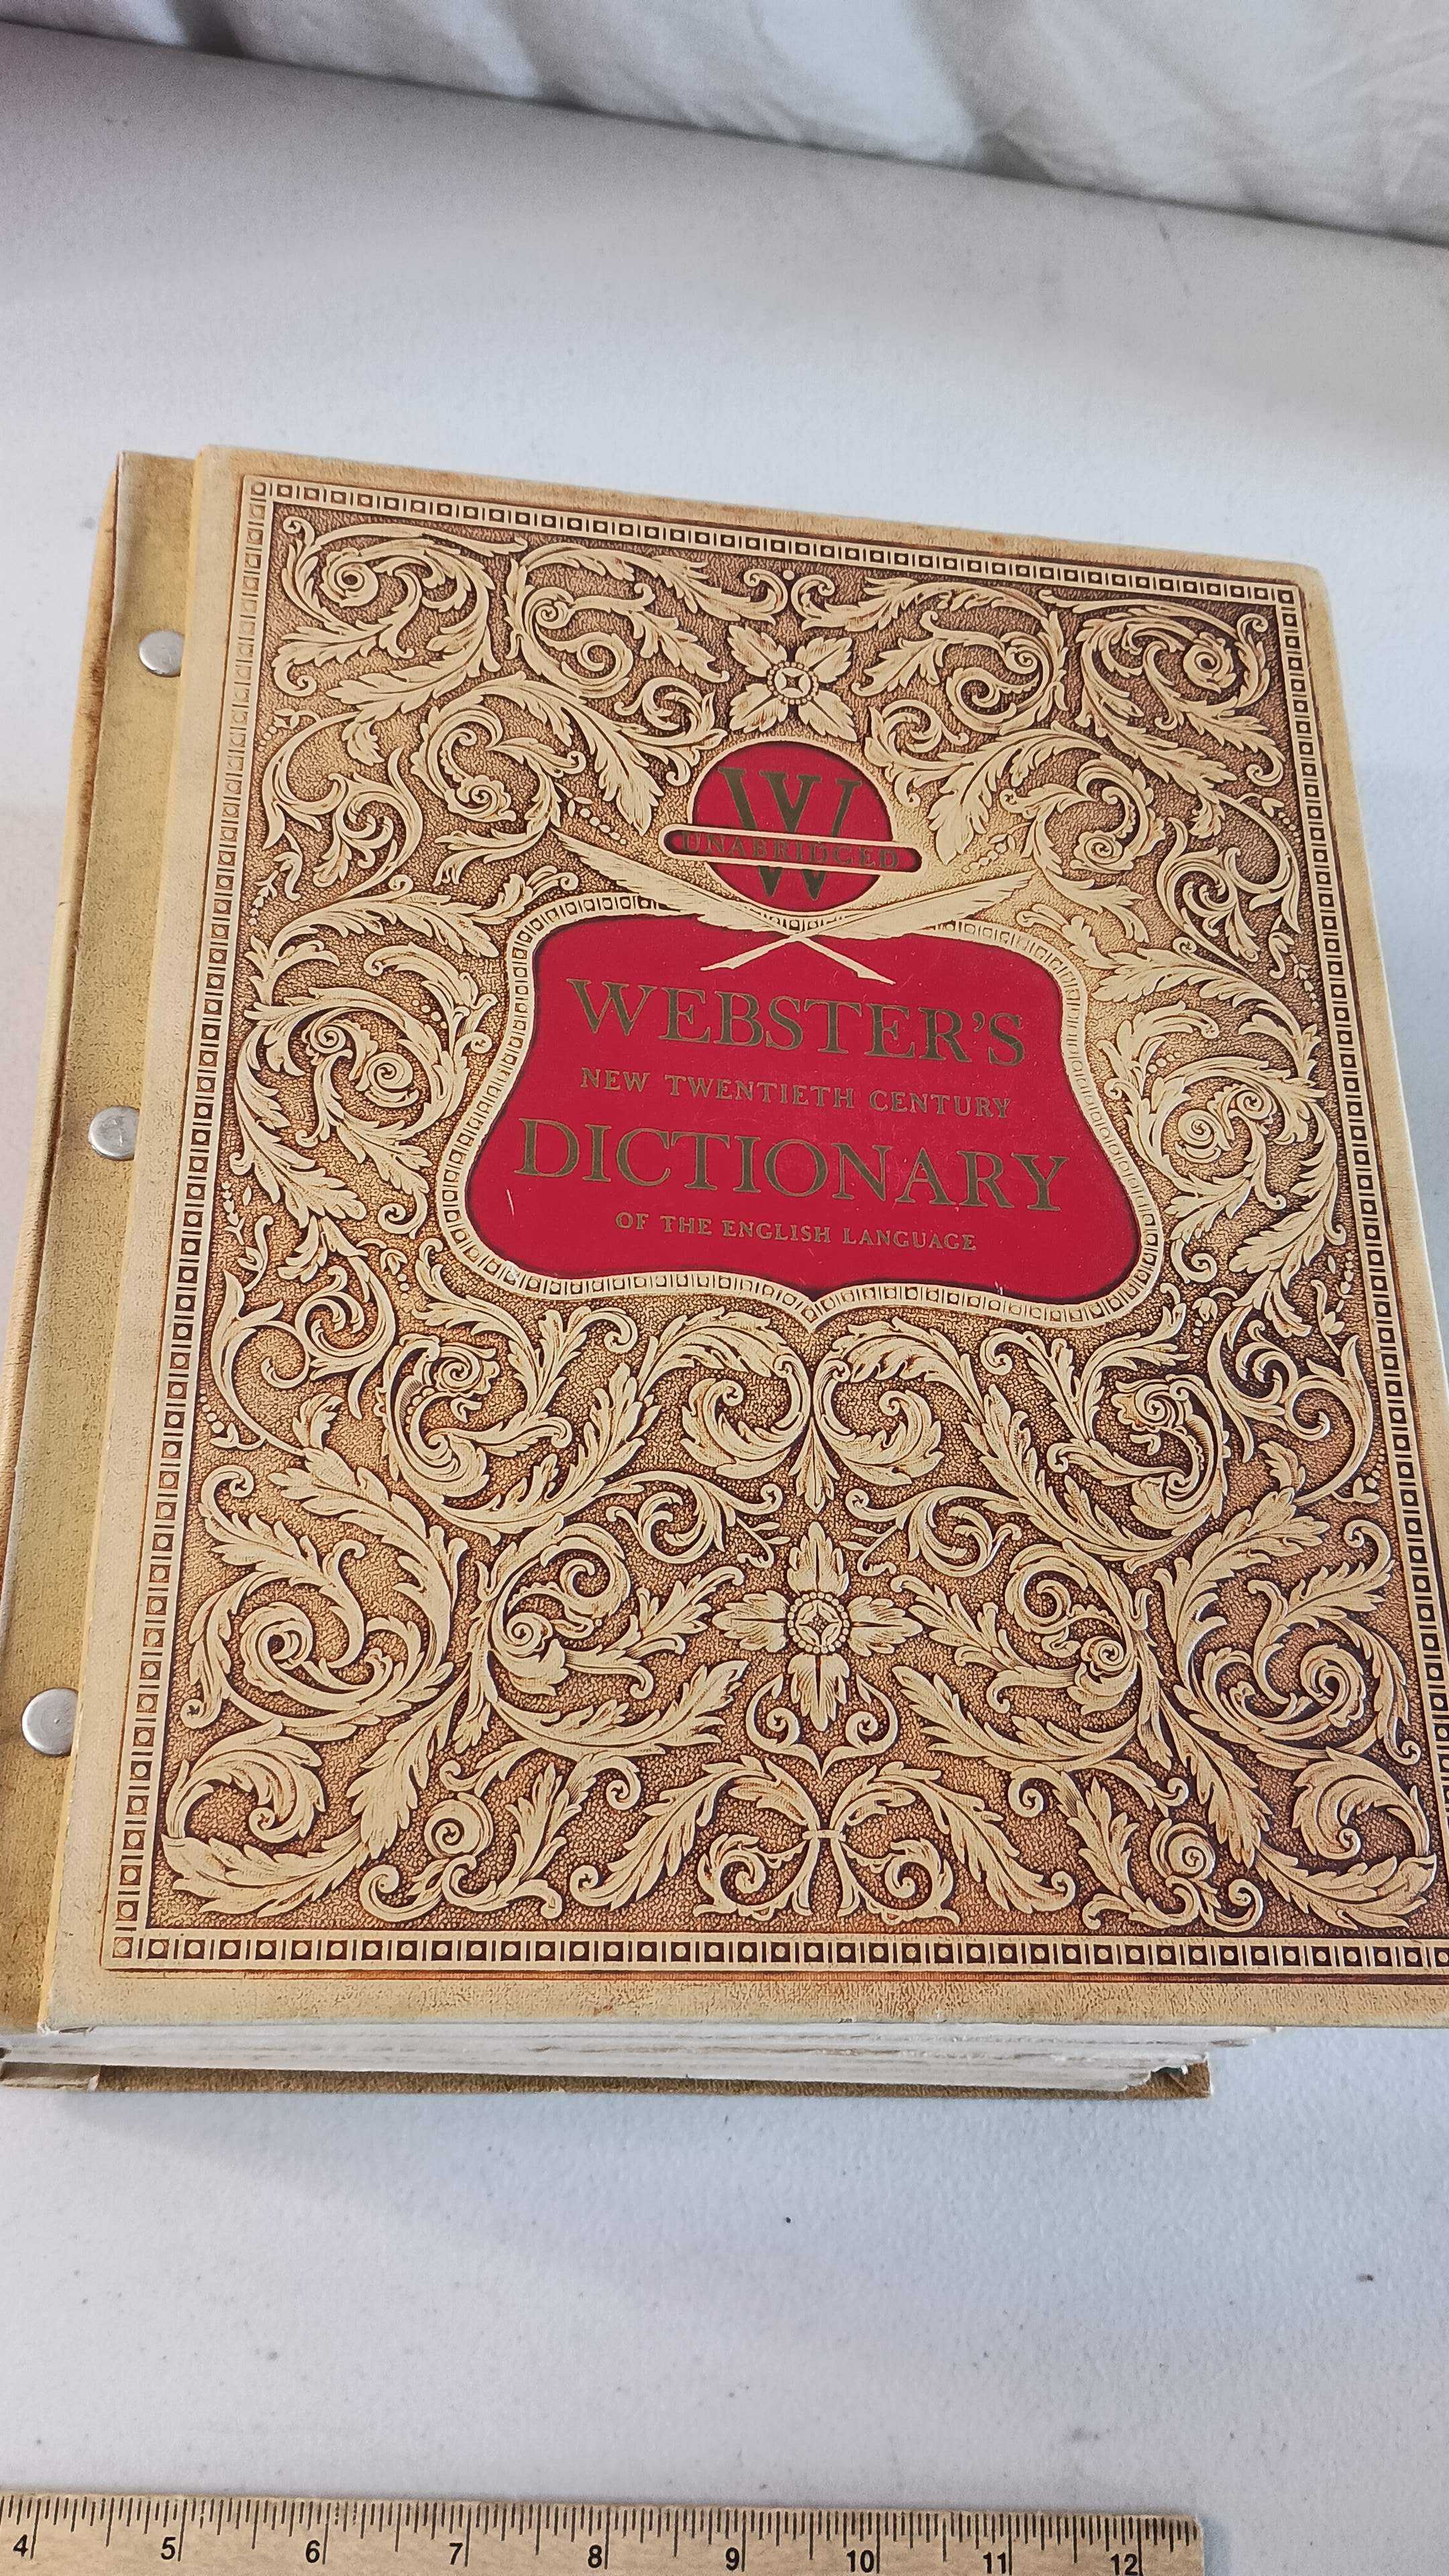 W
UNABRIDGED
WEBSTER'S
NEW TWENTIETH CENTURY
DICTIONARY
OF THE ENGLISH LANGUAGE
4 5 6 7 8 9 10 11 12